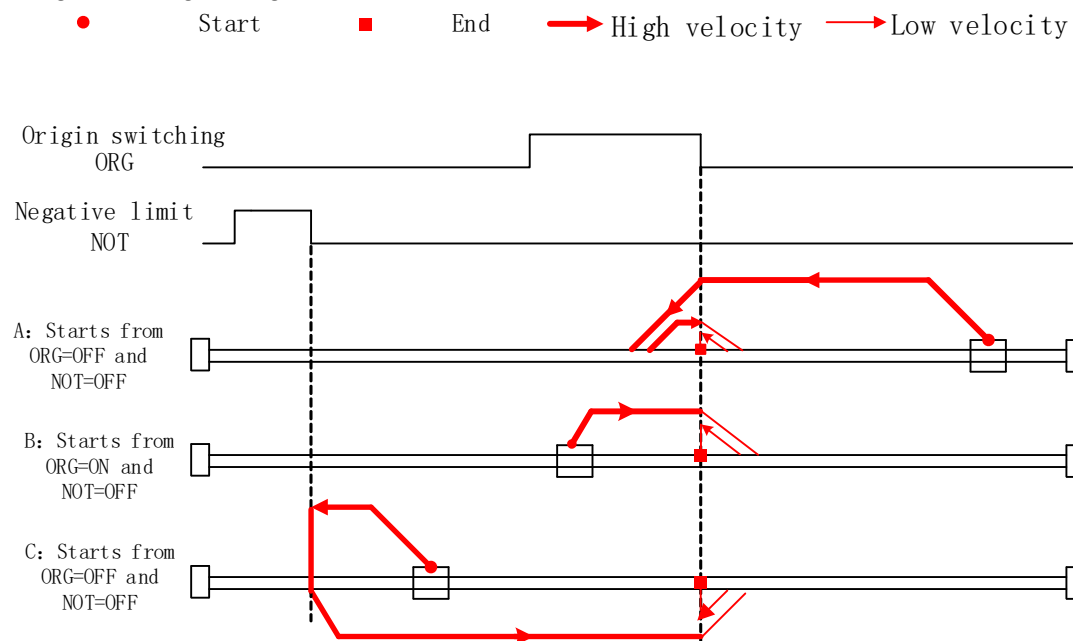 Start
End
High velocity
Low velocity
Origin switching
ORG
Negative limit
NOT
A: Starts from
ORG=OFF and
NOT=OFF
B: Starts from
ORG=ON and
NOT=OFF
C: Starts from
ORG=OFF and
NOT=OFF